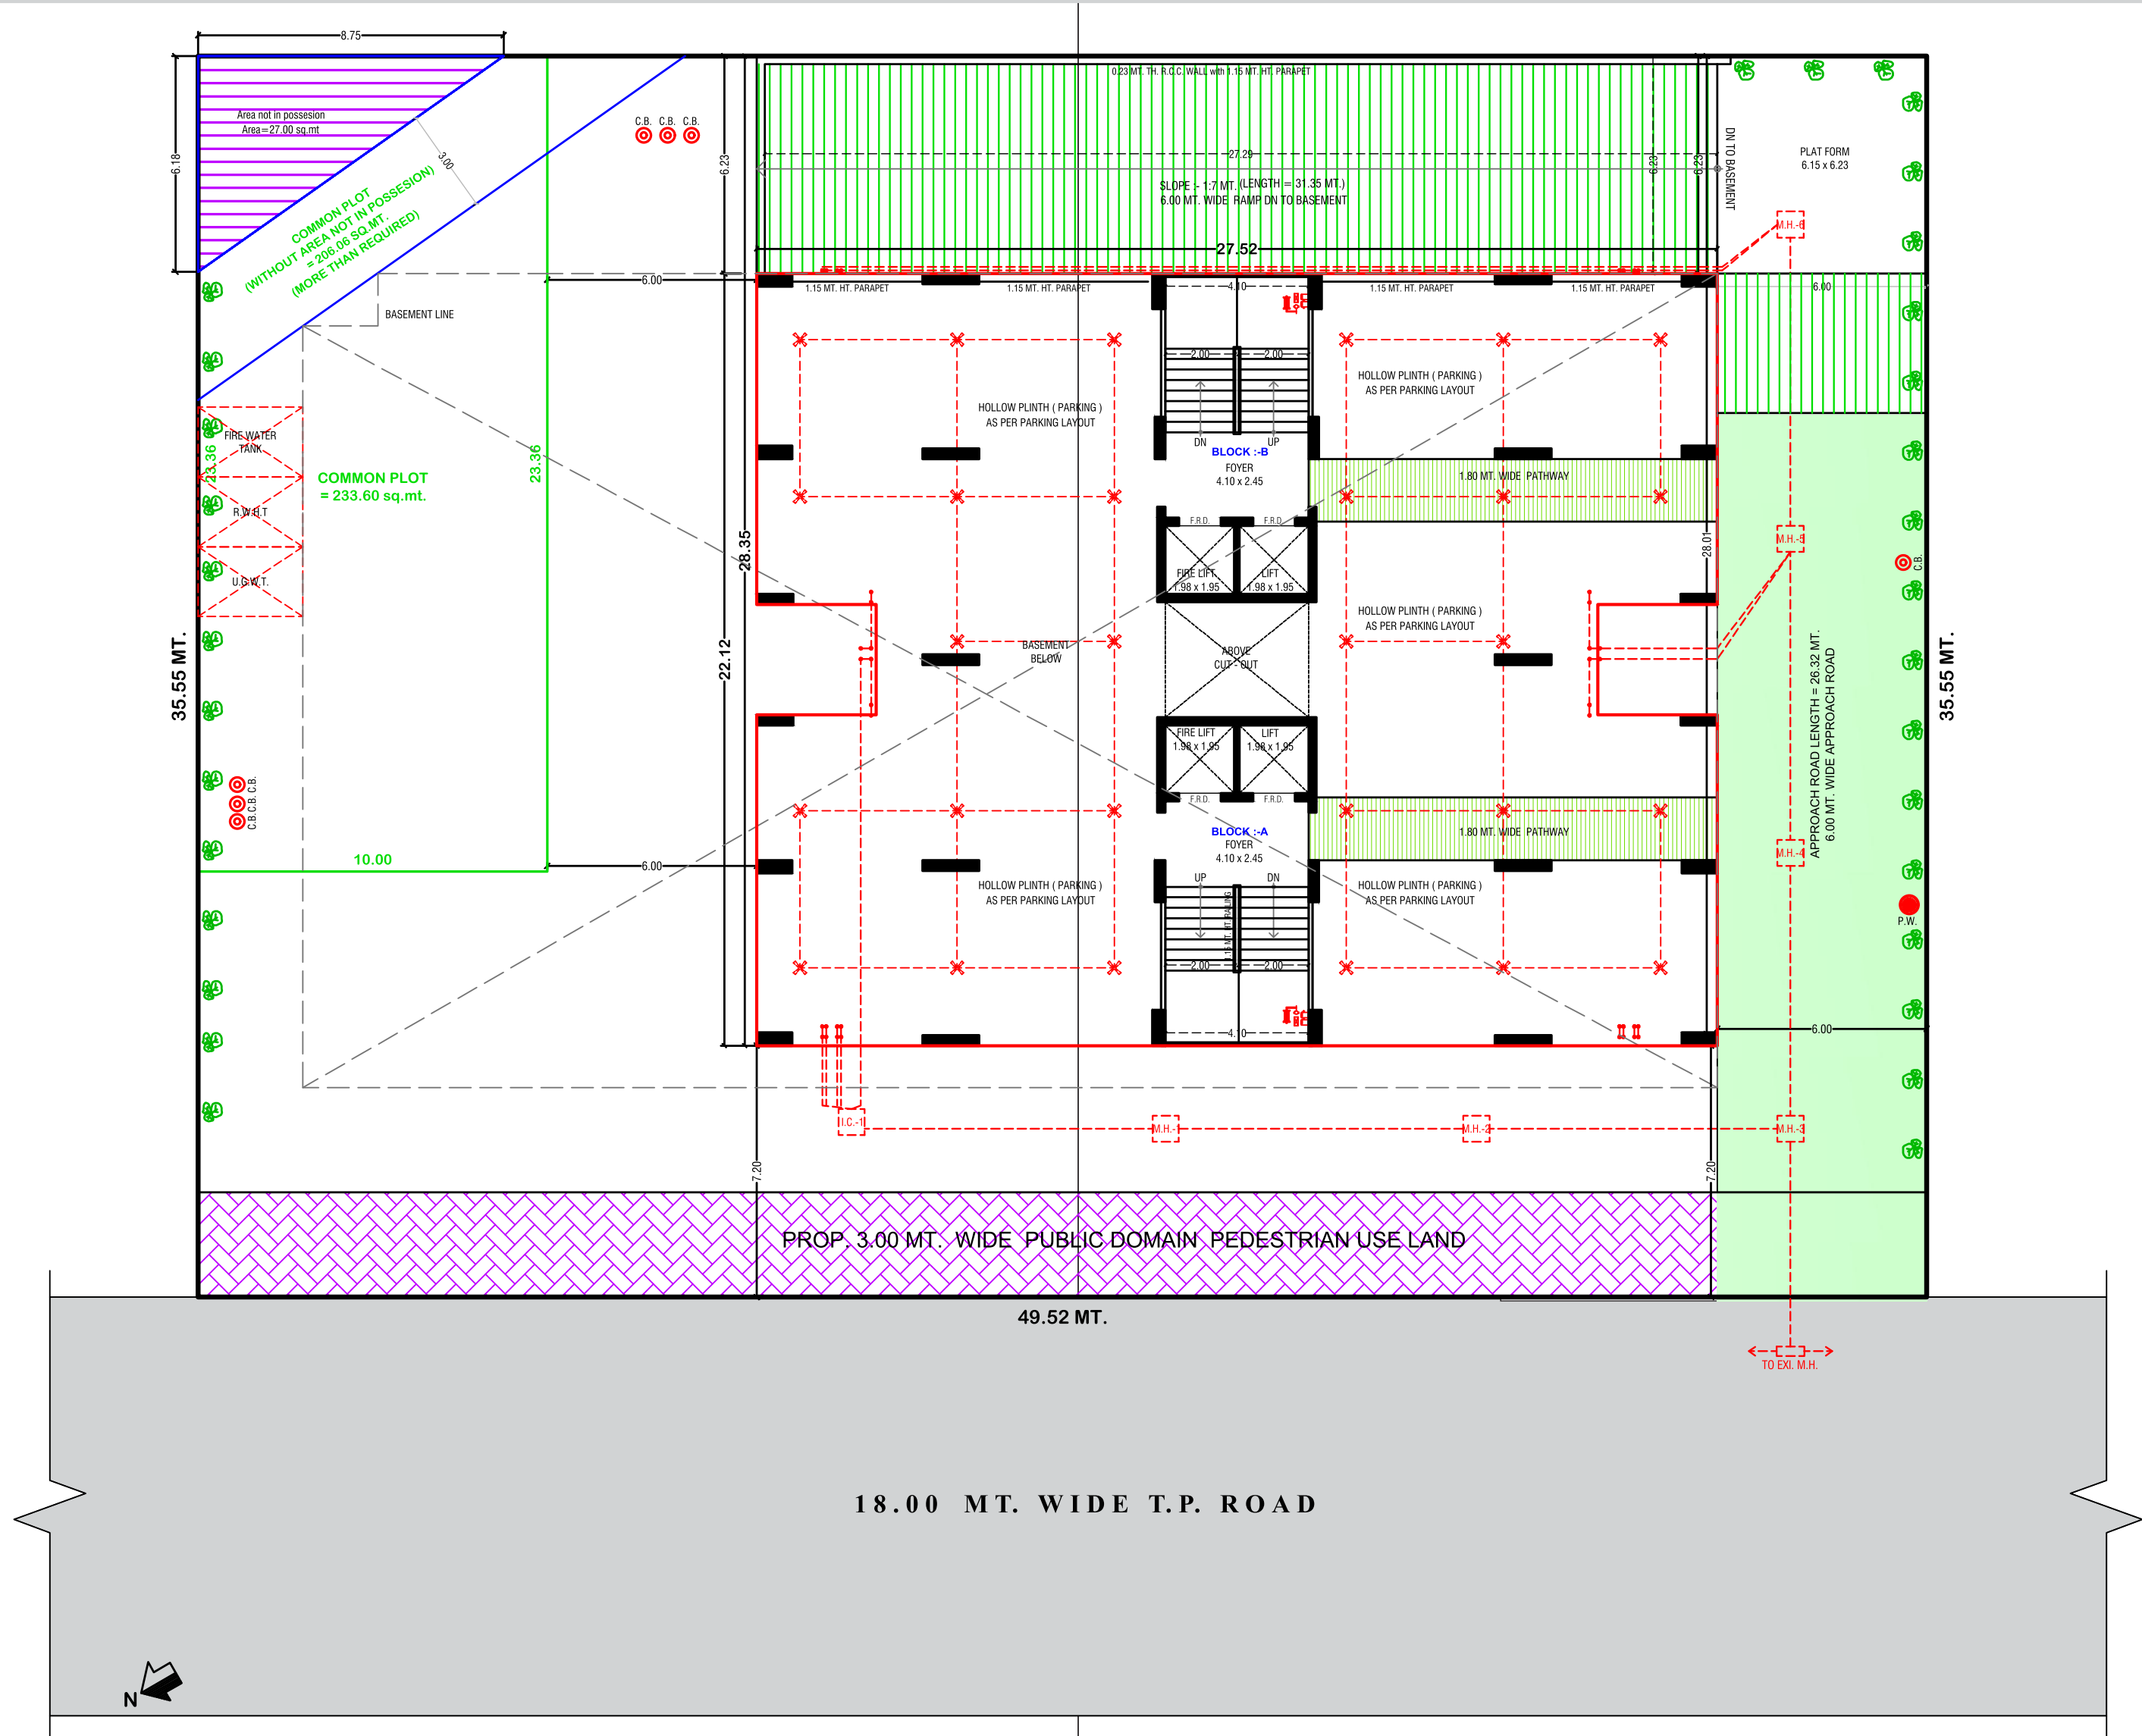 8.75
0.23 MT. TH. R.C.C. WALL with 1.15 MT. HT. PARAPET
Area not in possesion
Area=27.00 sq.mt
6.18
3.00
COMMON PLOT
(WITHOUT AREA NOT IN POSSESION)
= 206.06 SQ.MT.
(MORE THAN REQUIRED)
C.B. C.B. C.B.
6.23
27.29
SLOPE :- 1:7 MT. (LENGTH = 31.35 MT.)
6.00 MT. WIDE RAMP DN TO BASEMENT
6.23
6.23
DN TO BASEMENT
PLAT FORM
6.15 x 6.23
M.H.-6
27.52
6.00
1.15 MT. HT. PARAPET
1.15 MT. HT. PARAPET
4.10
1.15 MT. HT. PARAPET
1.15 MT. HT. PARAPET
6.00
BASEMENT LINE
2.00
2.00
HOLLOW PLINTH ( PARKING )
AS PER PARKING LAYOUT
HOLLOW PLINTH ( PARKING )
AS PER PARKING LAYOUT
DN
UP
BLOCK :-B
FOYER
4.10 x 2.45
FIRE WATER
TANK
23.36
23.36
COMMON PLOT
= 233.60 sq.mt.
1.80 MT. WIDE PATHWAY
R.W.H.T
U.G.W.T.
28.35
F.R.D.
F.R.D.
FIRE LIFT
1.98 x 1.95
LIFT
1.98 x 1.95
28.01
M.H.-5
C.B.
HOLLOW PLINTH ( PARKING )
AS PER PARKING LAYOUT
35.55 MT.
22.12
BASEMENT
BELOW
ABOVE
CUT - OUT
APPROACH ROAD LENGTH = 26.32 MT.
6.00 MT. WIDE APPROACH ROAD
35.55 MT.
FIRE LIFT
1.98 x 1.95
LIFT
1.98 x 1.95
F.R.D.
F.R.D.
C.B.C.B. C.B.
BLOCK :-A
FOYER
4.10 x 2.45
1.80 MT. WIDE PATHWAY
M.H.-4
10.00
6.00
UP
DN
HOLLOW PLINTH ( PARKING )
AS PER PARKING LAYOUT
HOLLOW PLINTH ( PARKING )
AS PER PARKING LAYOUT
1.15 MT. HT. RAILING
P.W.
2.00
2.00
4.10
6.00
I.C.-1
M.H.-1
M.H.-2
M.H.-3
7.20
7.20
PROP. 3.00 MT. WIDE PUBLIC DOMAIN PEDESTRIAN USE LAND
49.52 MT.
TO EXI. M.H.
18.00 MT. WIDE T.P. ROAD
N